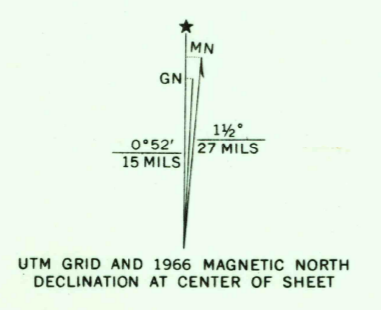 MN
GN
0°52'
15 MILS
1½°
27 MILS
UTM GRID AND 1966 MAGNETIC NORTH
DECLINATION AT CENTER OF SHEET